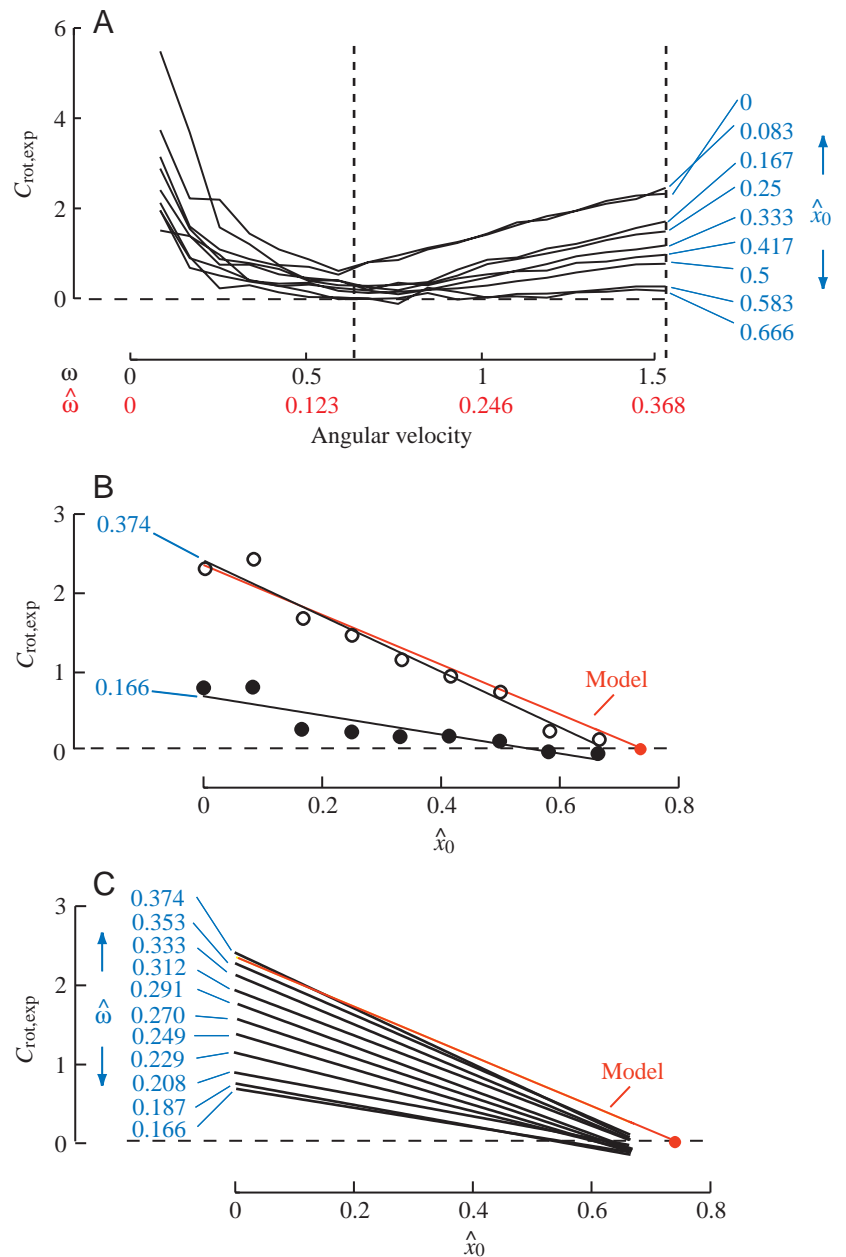 A
6
4
2
0
C_rot,exp
0
0.083
0.167
0.25
0.333
0.417
0.5
0.583
0.666
x̂₀
ω 0 0.5 1 1.5
ω̂ 0 0.123 0.246 0.368
Angular velocity
B
3
2
1
0
C_rot,exp
0.374
0.166
Model
0 0.2 0.4 0.6 0.8
x̂₀
C
3
2
1
0
C_rot,exp
0.374
0.353
0.333
0.312
0.291
0.270
0.249
0.229
0.208
0.187
0.166
ω̂
Model
0 0.2 0.4 0.6 0.8
x̂₀